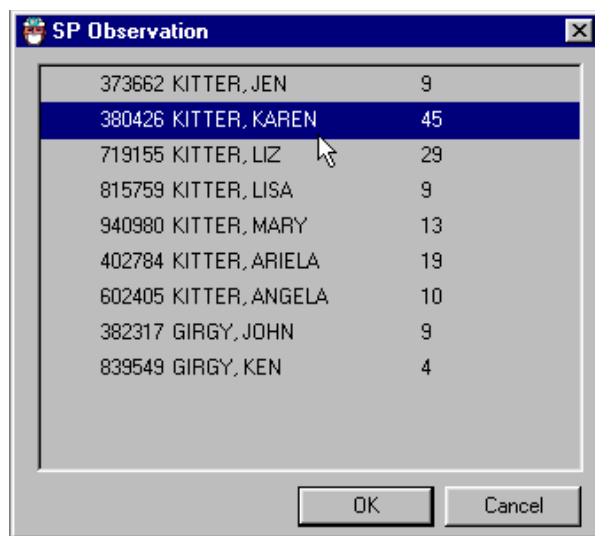 SP Observation
373662 KITTER, JEN 9
380426 KITTER, KAREN 45
719155 KITTER, LIZ 29
815759 KITTER, LISA 9
940980 KITTER, MARY 13
402784 KITTER, ARIELA 19
602405 KITTER, ANGELA 10
382317 GIRGY, JOHN 9
839549 GIRGY, KEN 4
OK Cancel